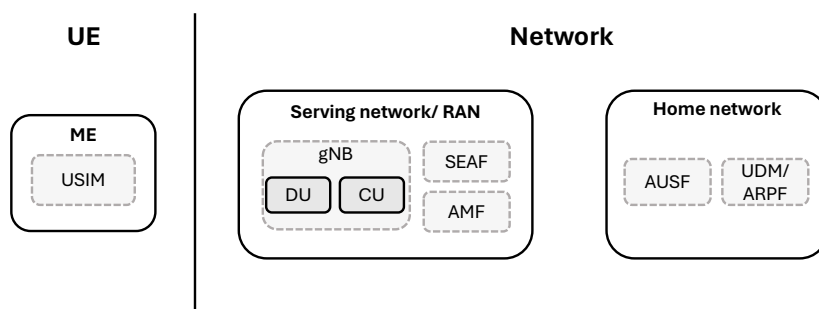 UE
Network
ME
USIM
Serving network/ RAN
gNB
DU
CU
SEAF
AMF
Home network
AUSF
UDM/
ARPF